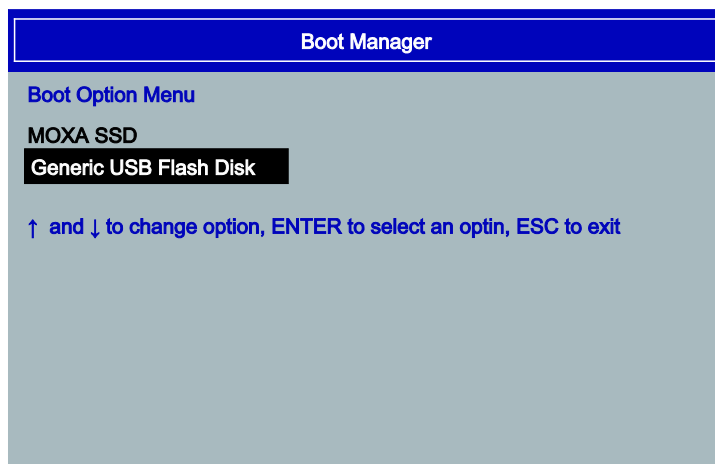 Boot Manager
Boot Option Menu
MOXA SSD
Generic USB Flash Disk
↑ and ↓ to change option, ENTER to select an optin, ESC to exit